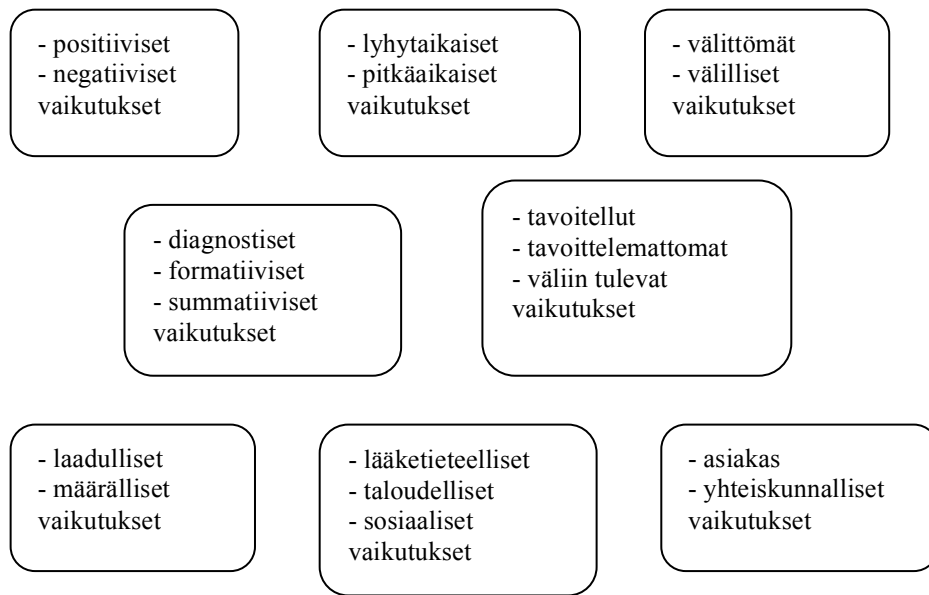 - positiiviset
- negatiiviset
vaikutukset
- lyhytaikaiset
- pitkäaikaiset
vaikutukset
- välittömät
- välilliset
vaikutukset
- diagnostiset
- formatiiviset
- summatiiviset
vaikutukset
- tavoitellut
- tavoittelemattomat
- väliin tulevat
vaikutukset
- laadulliset
- määrälliset
vaikutukset
- lääketieteelliset
- taloudelliset
- sosiaaliset
vaikutukset
- asiakas
- yhteiskunnalliset
vaikutukset